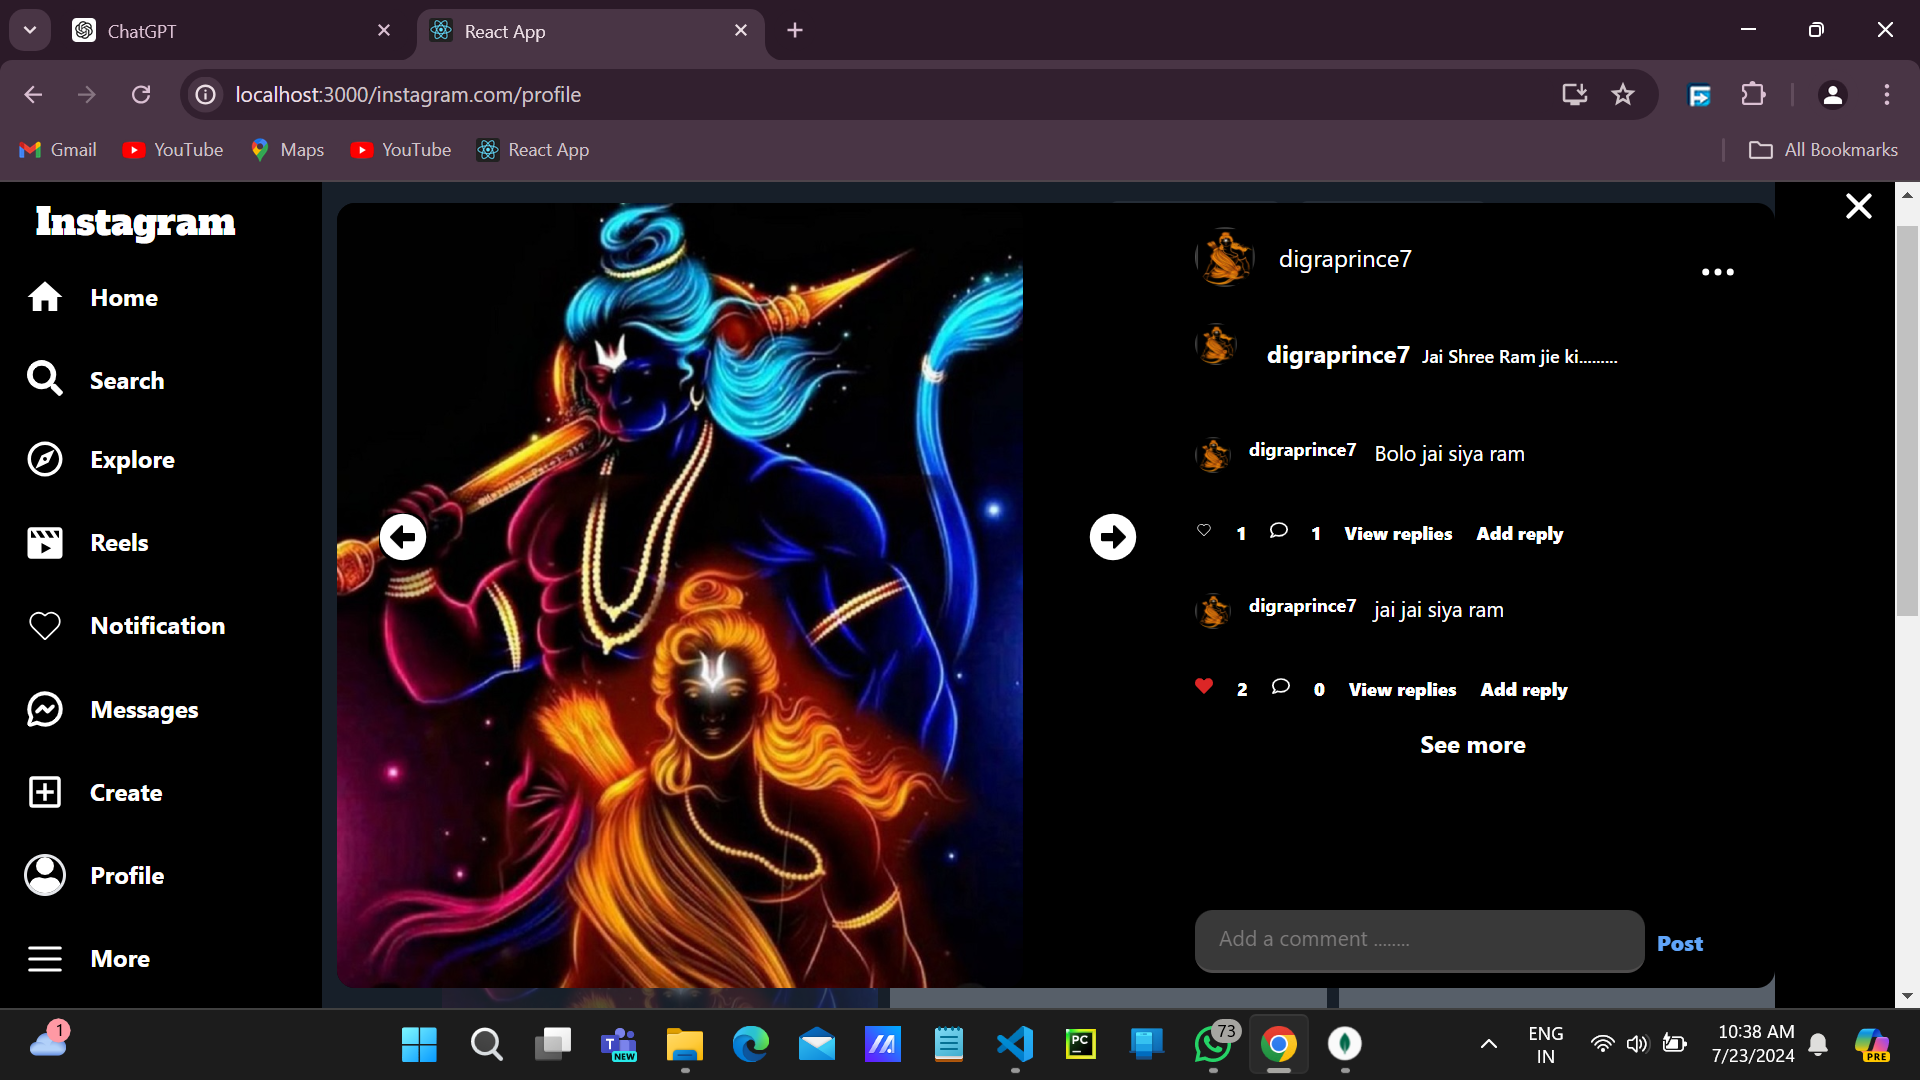 ChatGPT
React App
localhost:3000/instagram.com/profile
Gmail
YouTube
Maps
YouTube
React App
All Bookmarks
Instagram
Home
Search
Explore
Reels
Notification
Messages
Create
Profile
More
digraprince7
digraprince7 Jai Shree Ram jie ki.........
digraprince7 Bolo jai siya ram
1 1 View replies Add reply
digraprince7 jai jai siya ram
2 0 View replies Add reply
See more
Add a comment ........
Post
1
T NEW
PC
73
ENG
IN
10:38 AM
7/23/2024
PRE